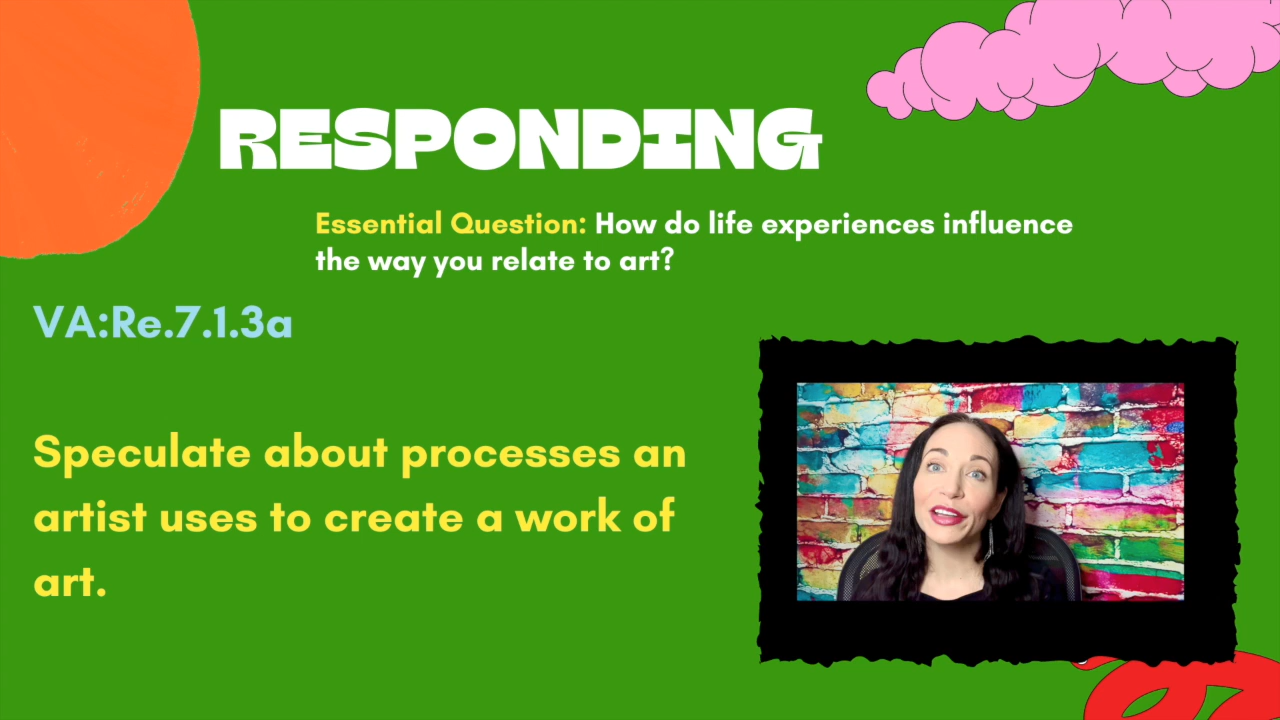 RESPONDING
Essential Question: How do life experiences influence
the way you relate to art?
VA:Re.7.1.3a
Speculate about processes an
artist uses to create a work of
art.